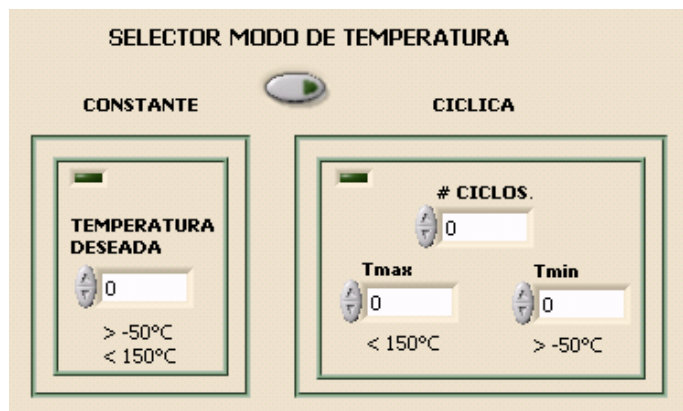 SELECTOR MODO DE TEMPERATURA
CONSTANTE
TEMPERATURA
DESEADA
0
> -50°C
< 150°C
CICLICA
# CICLOS.
0
Tmax
0
< 150°C
Tmin
0
> -50°C